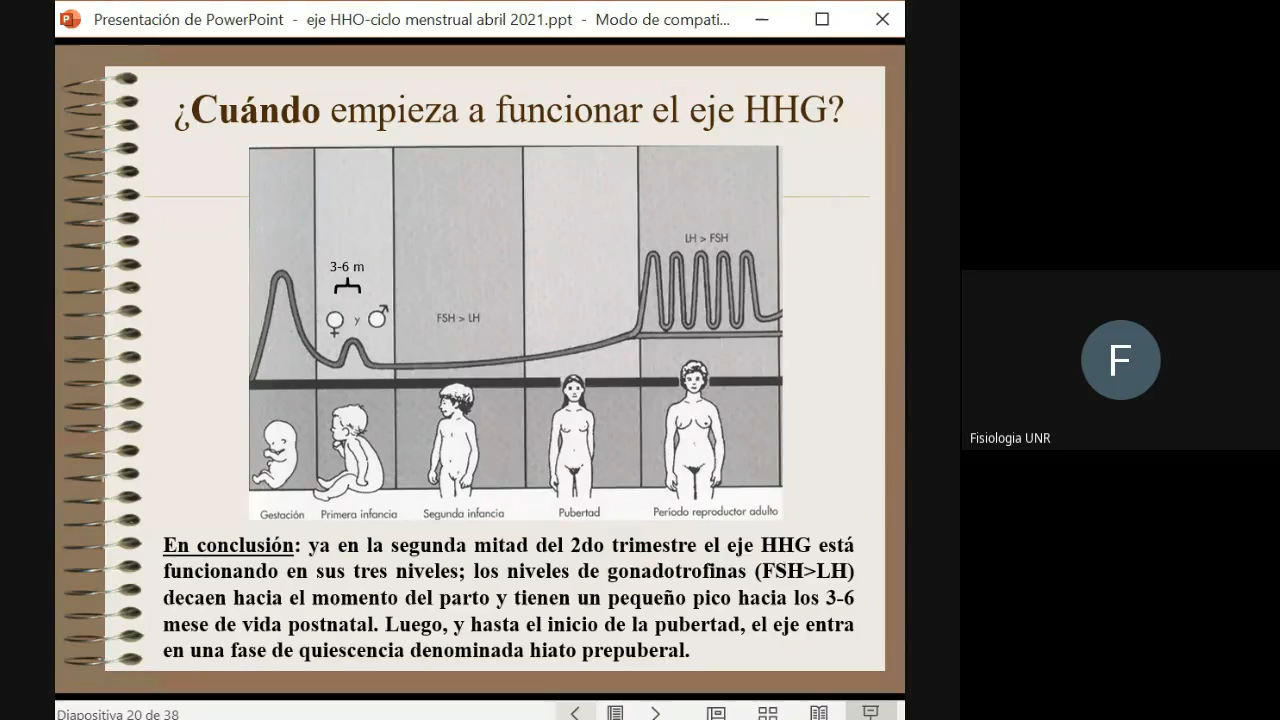 Presentación de PowerPoint - eje HHO-ciclo menstrual abril 2021.ppt - Modo de compati...
¿Cuándo empieza a funcionar el eje HHG?
LH > FSH
3-6 m
y
FSH > LH
Gestación Primera infancia Segunda infancia Pubertad Período reproductor adulto
En conclusión: ya en la segunda mitad del 2do trimestre el eje HHG está
funcionando en sus tres niveles; los niveles de gonadotrofinas (FSH>LH)
decaen hacia el momento del parto y tienen un pequeño pico hacia los 3-6
mese de vida postnatal. Luego, y hasta el inicio de la pubertad, el eje entra
en una fase de quiescencia denominada hiato prepuberal.
Diapositiva 20 de 38
F
Fisiologia UNR